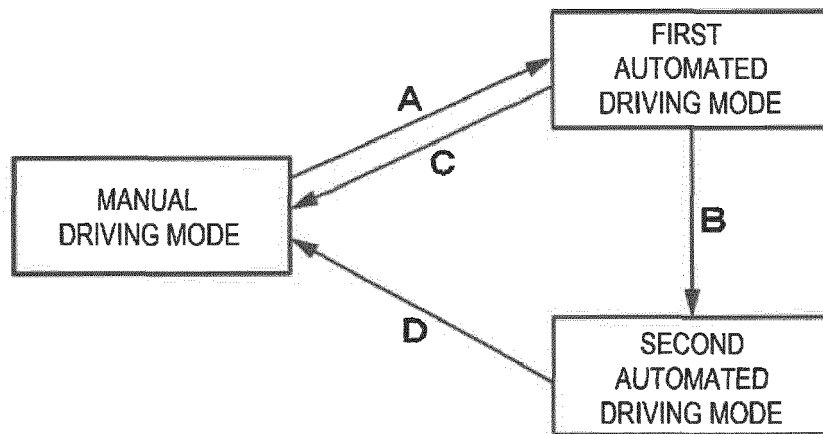 FIRST
AUTOMATED
DRIVING MODE
A
C
MANUAL
DRIVING MODE
B
D
SECOND
AUTOMATED
DRIVING MODE